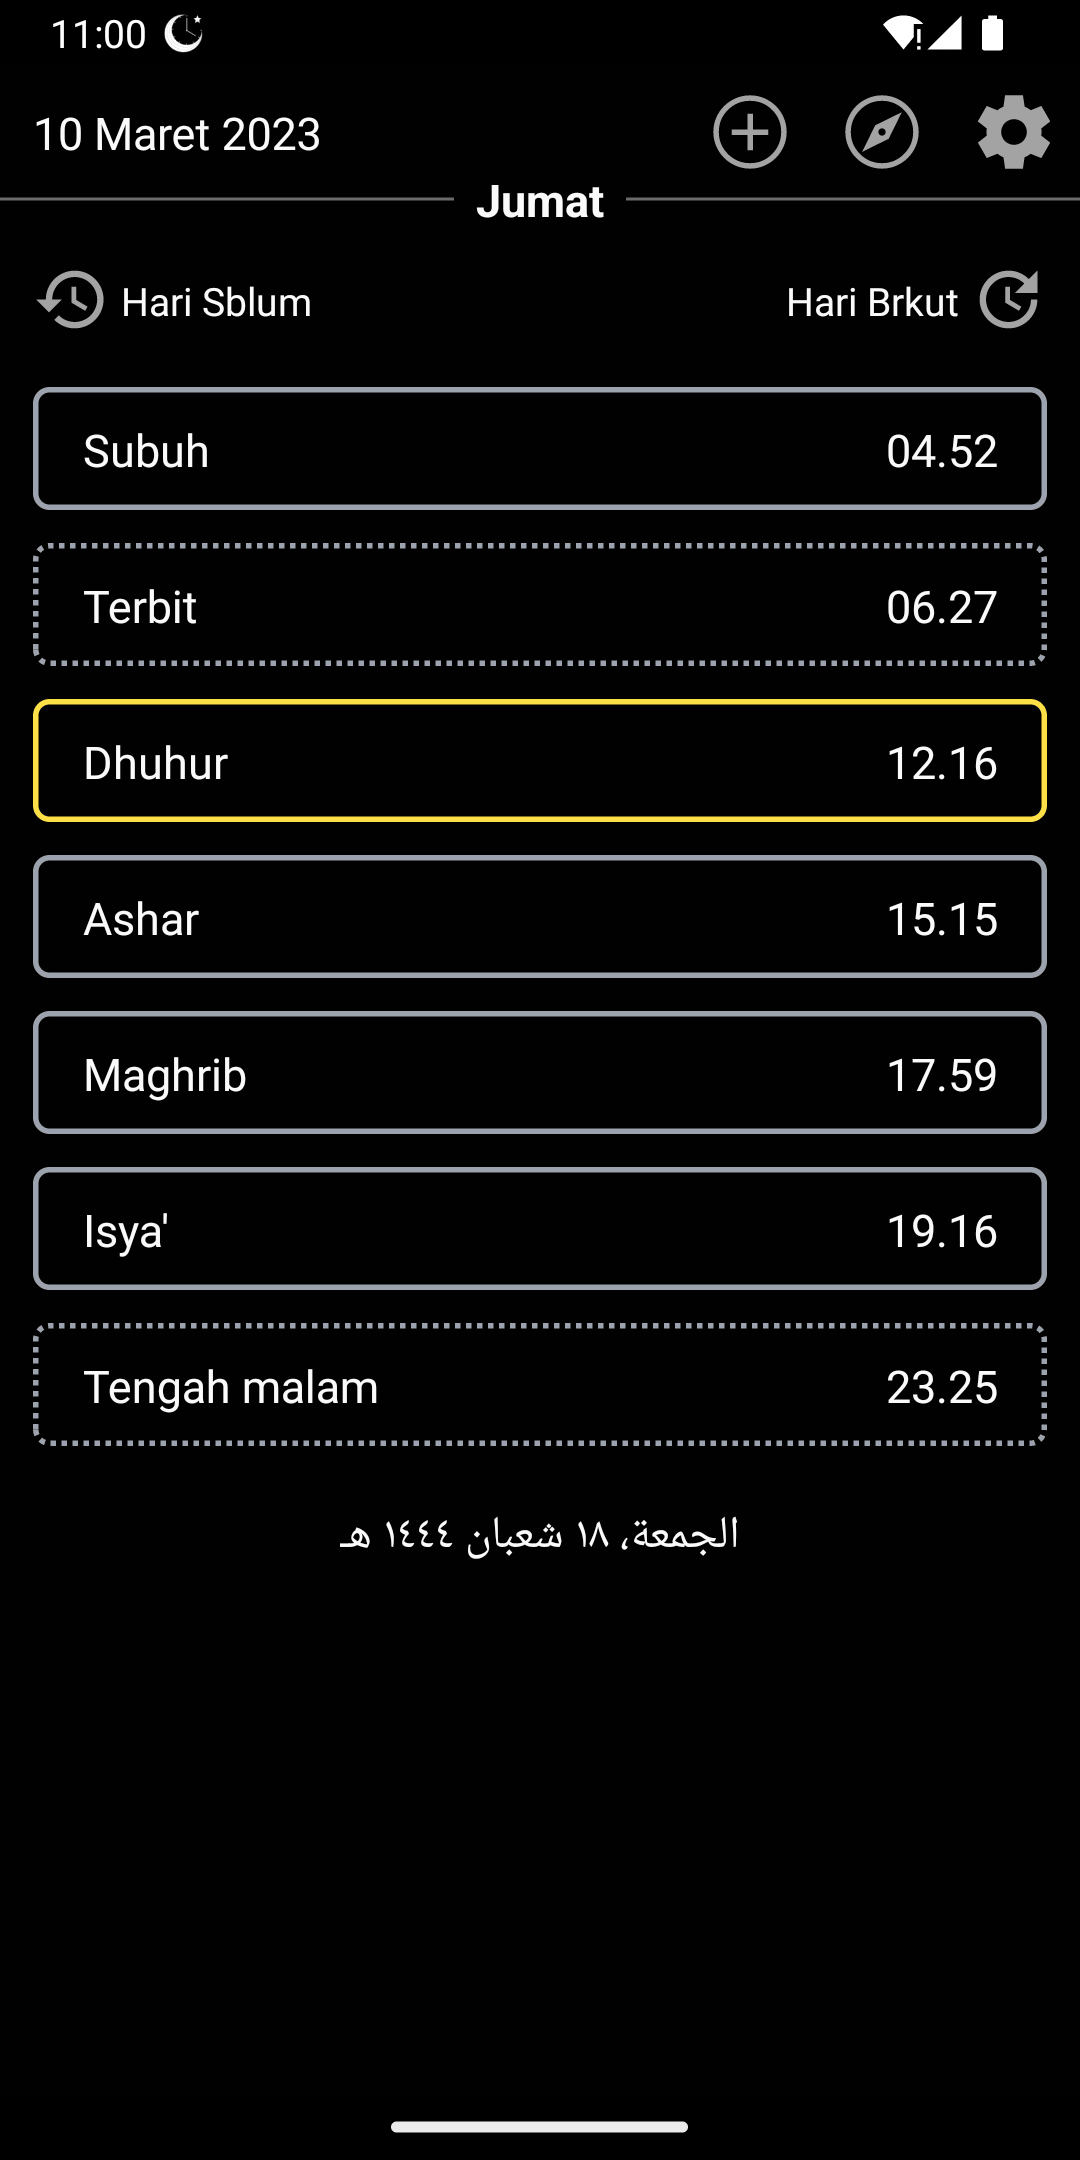 11:00
10 Maret 2023
Jumat
Hari Sblum
Hari Brkut
Subuh 04.52
Terbit 06.27
Dhuhur 12.16
Ashar 15.15
Maghrib 17.59
Isya' 19.16
Tengah malam 23.25
الجمعة، ١٨ شعبان ١٤٤٤ هـ